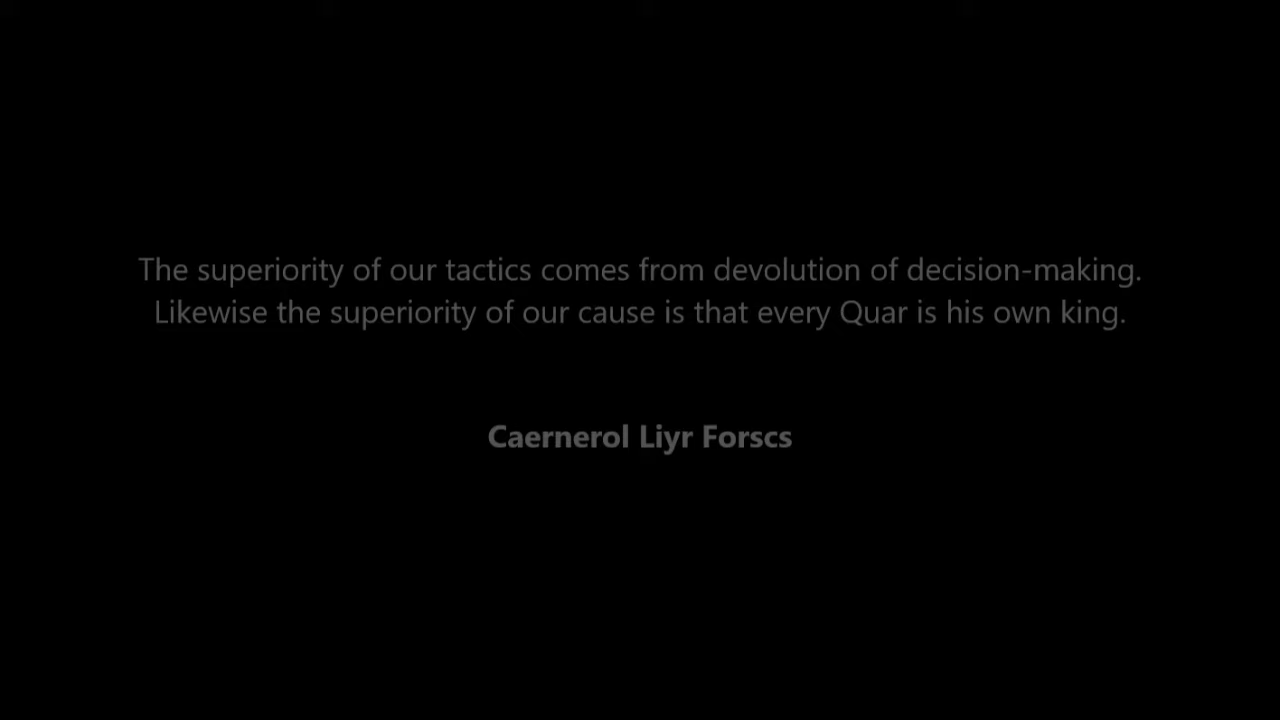 The superiority of our tactics comes from devolution of decision-making.
Likewise the superiority of our cause is that every Quar is his own king.
Caernerol Liyr Forscs